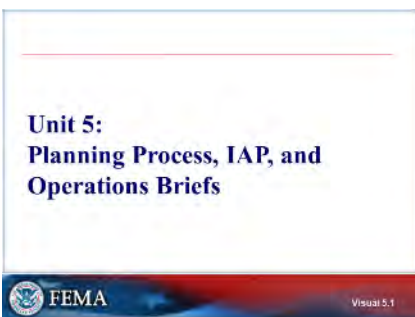 Unit 5:
Planning Process, IAP, and
Operations Briefs
FEMA
Visual 5.1